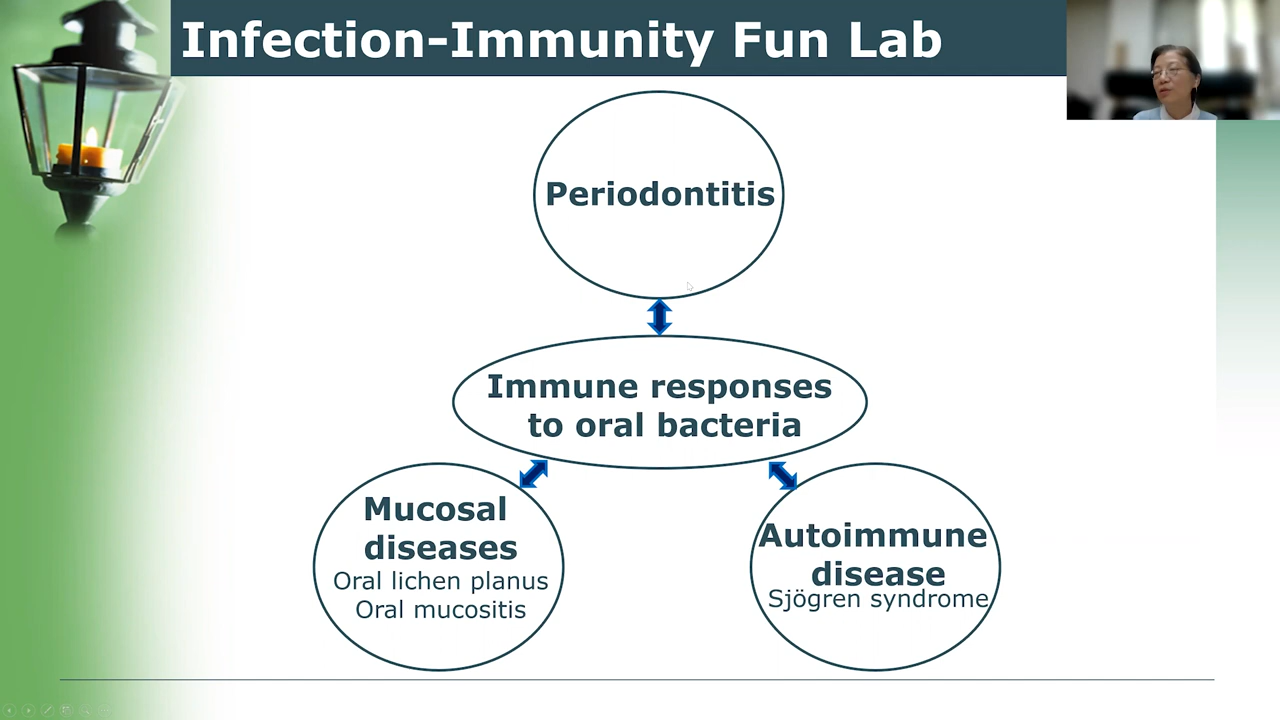 Infection-Immunity Fun Lab
Periodontitis
Immune responses
to oral bacteria
Mucosal
diseases
Oral lichen planus
Oral mucositis
Autoimmune
disease
Sjögren syndrome